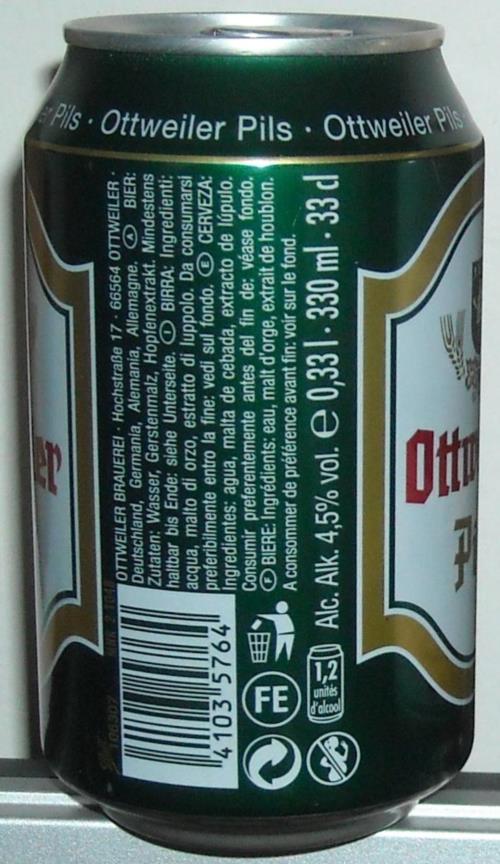 Pils · Ottweiler Pils · Ottweiler Pils
OTTWEILER BRAUEREI · Hochstraße 17 · 66564 OTTWEILER ·
Deutschland, Germania, Alemania, Allemagne. A BIER:
Zutaten: Wasser, Gerstenmalz, Hopfenextrakt. Mindestens
haltbar bis Ende: siehe Unterseite. I BIRRA: Ingredienti:
acqua, malto di orzo, estratto di luppolo. Da consumarsi
preferibilmente entro la fine: vedi sul fondo. E CERVEZA:
Ingredientes: agua, malta de cebada, extracto de lúpulo.
Consumir preferentemente antes del fin de: véase fondo.
F BIERE: Ingrédients: eau, malt d'orge, extrait de houblon.
A consommer de préférence avant fin: voir sur le fond.
Alc. Alk. 4,5% vol. e 0,33 l · 330 ml · 33 cl
4103 5764
FE
1,2
unités
d'alcool
er